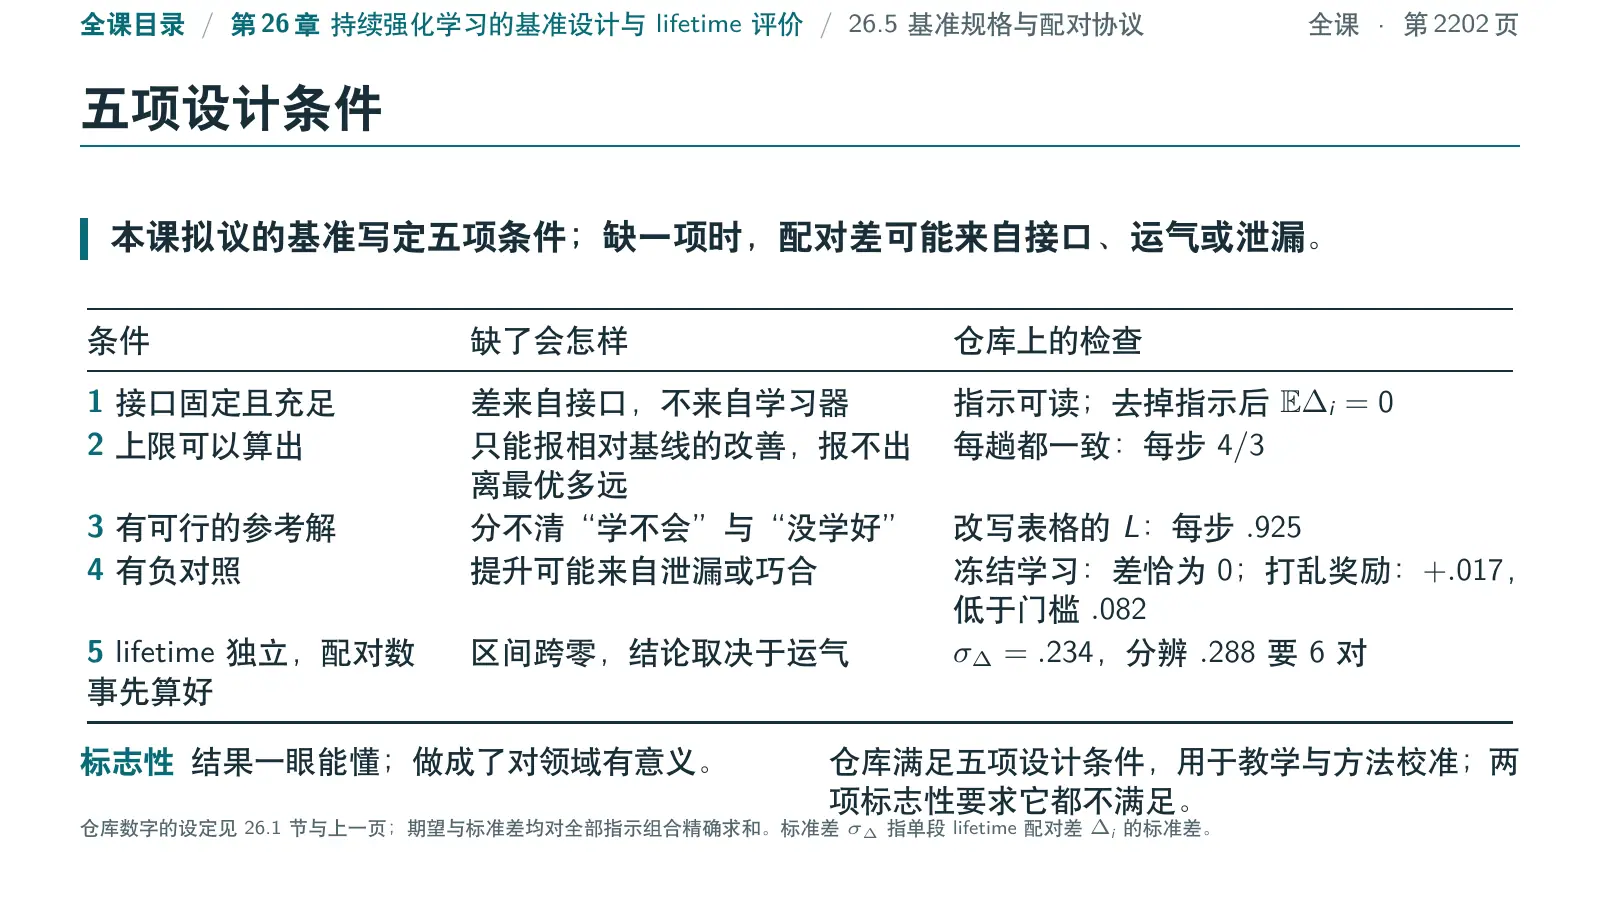 全课目录 / 第 26 章 持续强化学习的基准设计与 lifetime 评价 / 26.5 基准规格与配对协议 全课 · 第 2202 页
五项设计条件
本课拟议的基准写定五项条件；缺一项时，配对差可能来自接口、运气或泄漏。
条件 缺了会怎样 仓库上的检查
1 接口固定且充足 差来自接口，不来自学习器 指示可读；去掉指示后 𝔼Δᵢ = 0
2 上限可以算出 只能报相对基线的改善，报不出 每趟都一致：每步 4/3
离最优多远
3 有可行的参考解 分不清“学不会”与“没学好” 改写表格的 L：每步 .925
4 有负对照 提升可能来自泄漏或巧合 冻结学习：差恰为 0；打乱奖励：+.017，
低于门槛 .082
5 lifetime 独立，配对数 区间跨零，结论取决于运气 σ_Δ = .234，分辨 .288 要 6 对
事先算好
标志性 结果一眼能懂；做成了对领域有意义。 仓库满足五项设计条件，用于教学与方法校准；两
项标志性要求它都不满足。
仓库数字的设定见 26.1 节与上一页；期望与标准差均对全部指示组合精确求和。标准差 σ_Δ 指单段 lifetime 配对差 Δᵢ 的标准差。